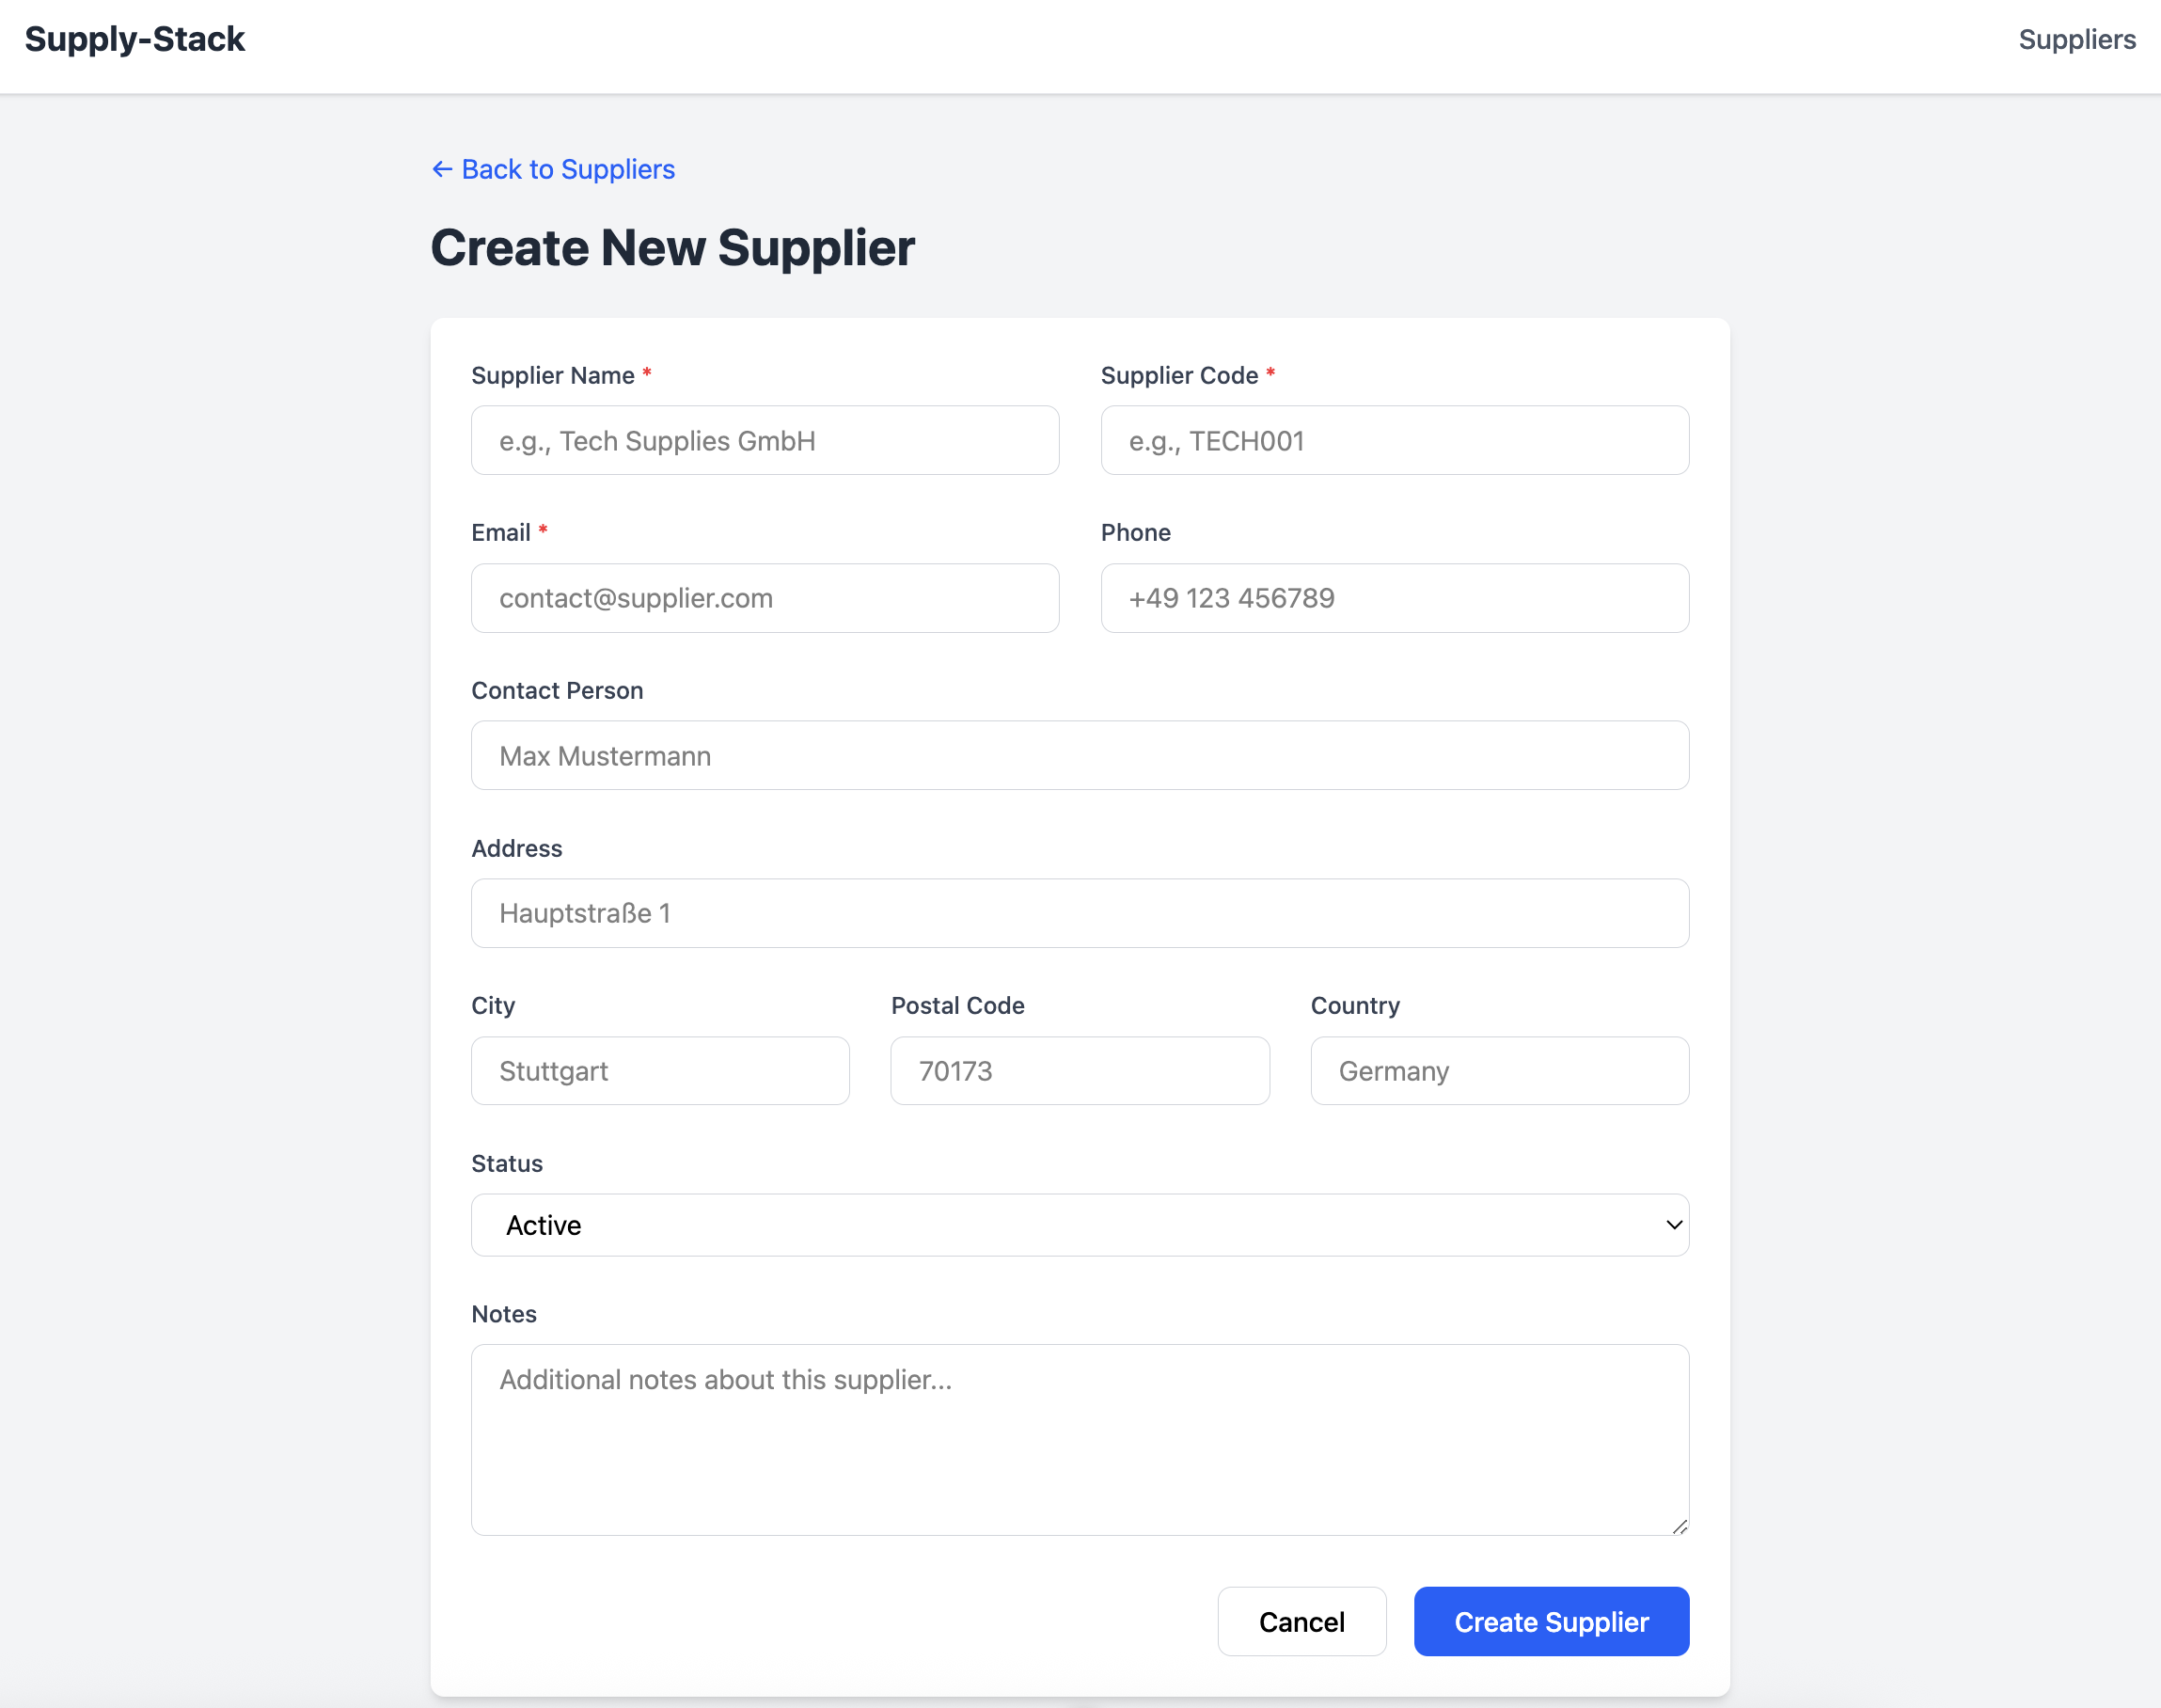 Supply-Stack
Suppliers
← Back to Suppliers
Create New Supplier
Supplier Name *
Supplier Code *
e.g., Tech Supplies GmbH
e.g., TECH001
Email *
Phone
contact@supplier.com
+49 123 456789
Contact Person
Max Mustermann
Address
Hauptstraße 1
City
Postal Code
Country
Stuttgart
70173
Germany
Status
Active
Notes
Additional notes about this supplier...
Cancel
Create Supplier